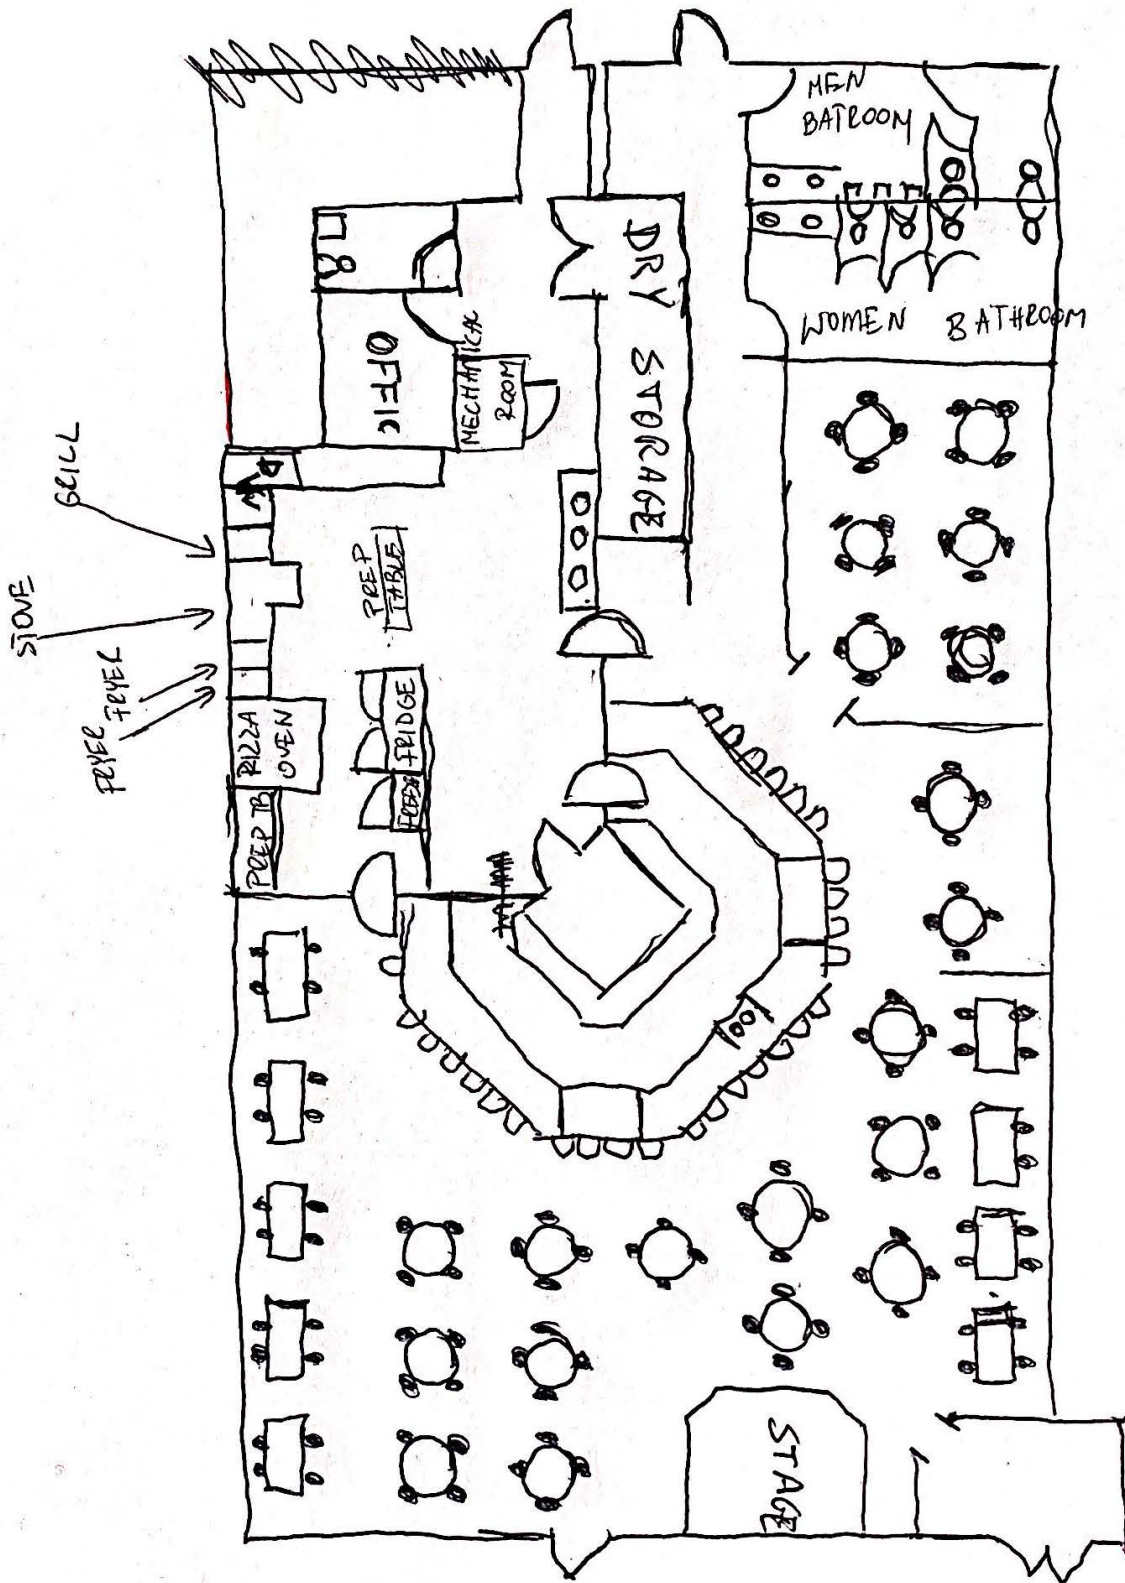 MEN
BATROOM
DRY STORAGE
WOMEN BATHROOM
OFFIC
MECHANICAL
ROOM
GRILL
STOVE
FRYER
FRYER
PREP
TABLE
PIZZA
OVEN
FRIDGE
PREP TB
STAGE